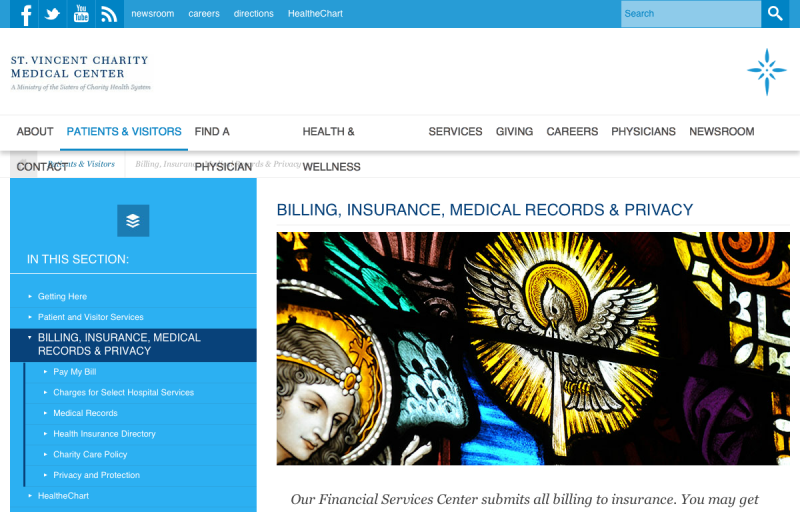 newsroom careers directions HealtheChart Search
You Tube
ST. VINCENT CHARITY
MEDICAL CENTER
A Ministry of the Sisters of Charity Health System
ABOUT PATIENTS & VISITORS FIND A HEALTH & SERVICES GIVING CAREERS PHYSICIANS NEWSROOM
CONTACT PHYSICIAN WELLNESS
Patients & Visitors Billing, Insurance, Medical Records & Privacy
IN THIS SECTION:
Getting Here
Patient and Visitor Services
BILLING, INSURANCE, MEDICAL
RECORDS & PRIVACY
Pay My Bill
Charges for Select Hospital Services
Medical Records
Health Insurance Directory
Charity Care Policy
Privacy and Protection
HealtheChart
BILLING, INSURANCE, MEDICAL RECORDS & PRIVACY
Our Financial Services Center submits all billing to insurance. You may get